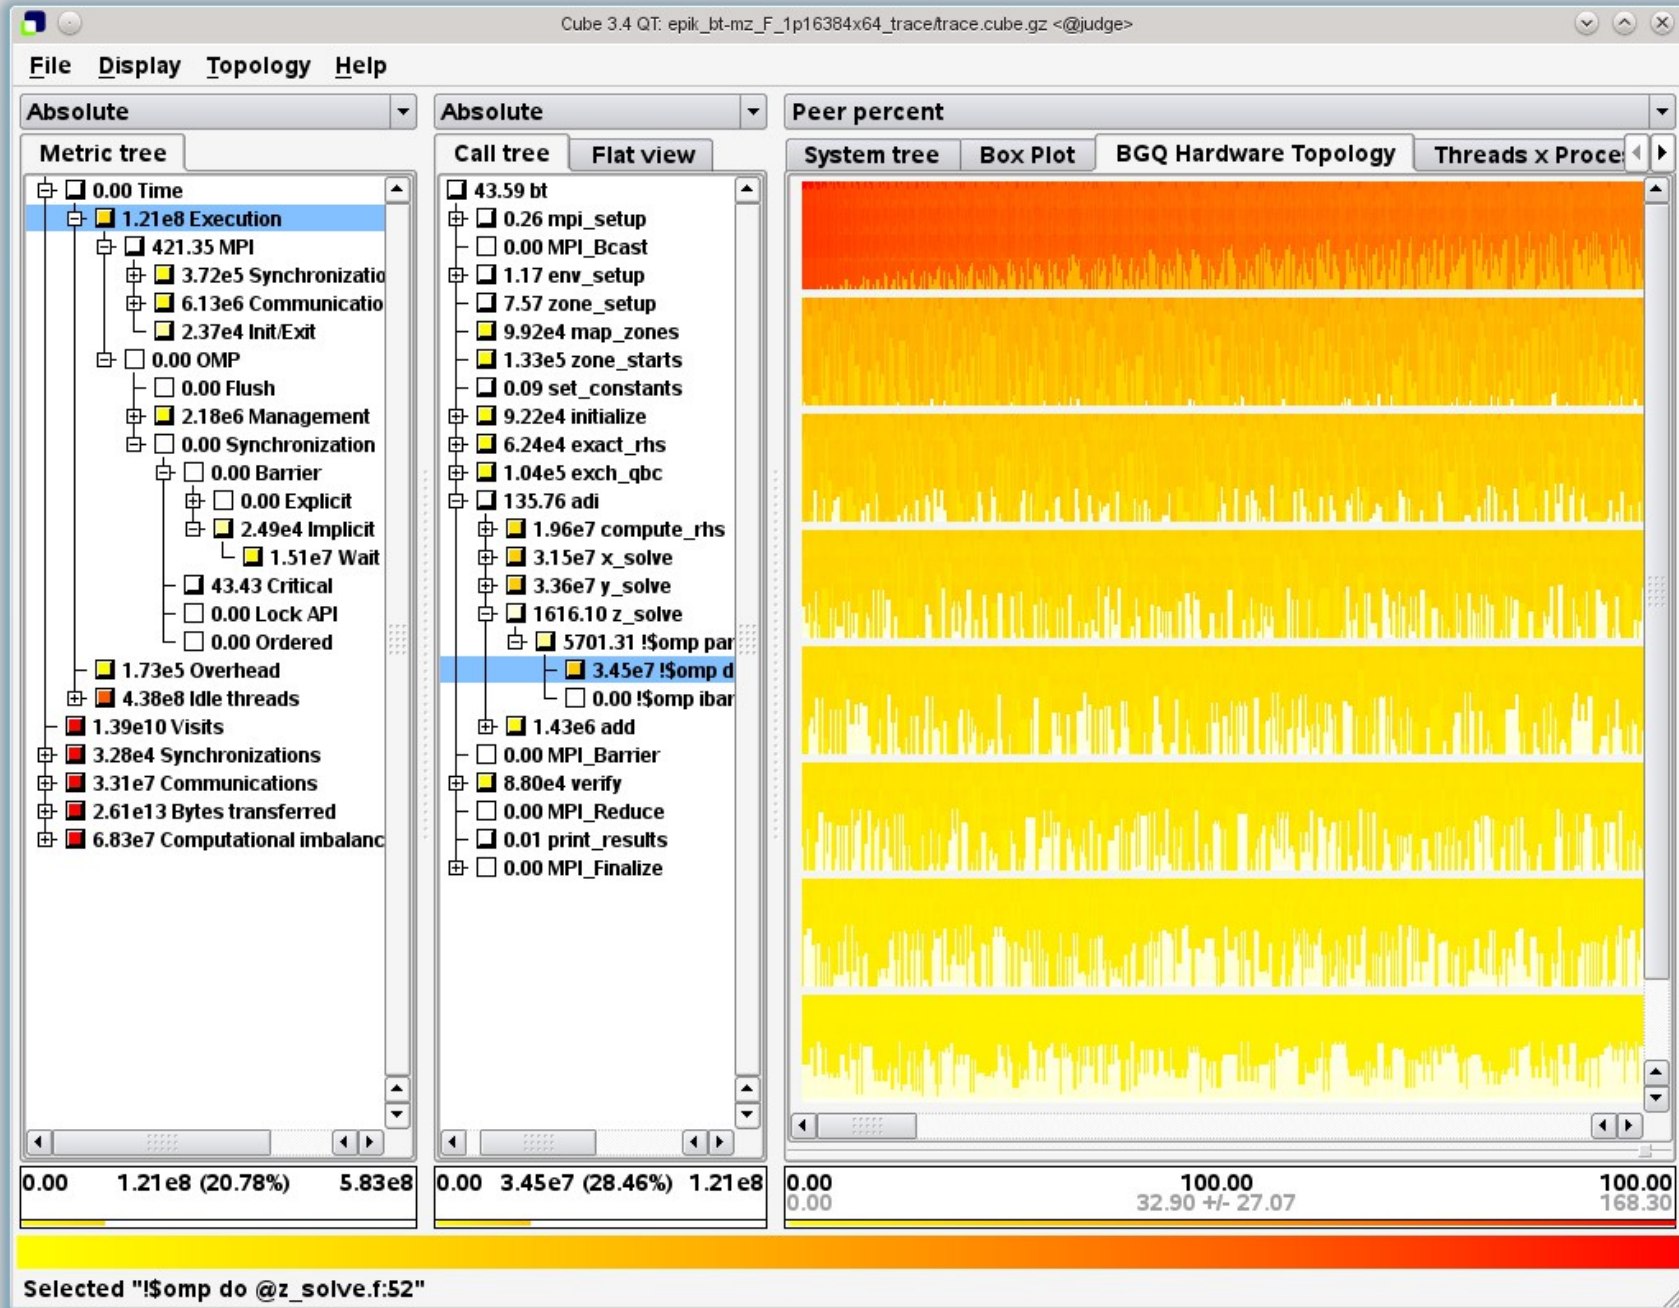 Cube 3.4 QT: epik_bt-mz_F_1p16384x64_trace/trace.cube.gz <@judge>
File Display Topology Help
Absolute
Metric tree
0.00 Time
1.21e8 Execution
421.35 MPI
3.72e5 Synchronizatio
6.13e6 Communicatio
2.37e4 Init/Exit
0.00 OMP
0.00 Flush
2.18e6 Management
0.00 Synchronization
0.00 Barrier
0.00 Explicit
2.49e4 Implicit
1.51e7 Wait
43.43 Critical
0.00 Lock API
0.00 Ordered
1.73e5 Overhead
4.38e8 Idle threads
1.39e10 Visits
3.28e4 Synchronizations
3.31e7 Communications
2.61e13 Bytes transferred
6.83e7 Computational imbalanc
0.00 1.21e8 (20.78%) 5.83e8
Absolute
Call tree Flat view
43.59 bt
0.26 mpi_setup
0.00 MPI_Bcast
1.17 env_setup
7.57 zone_setup
9.92e4 map_zones
1.33e5 zone_starts
0.09 set_constants
9.22e4 initialize
6.24e4 exact_rhs
1.04e5 exch_qbc
135.76 adi
1.96e7 compute_rhs
3.15e7 x_solve
3.36e7 y_solve
1616.10 z_solve
5701.31 !$omp par
3.45e7 !$omp d
0.00 !$omp ibar
1.43e6 add
0.00 MPI_Barrier
8.80e4 verify
0.00 MPI_Reduce
0.01 print_results
0.00 MPI_Finalize
0.00 3.45e7 (28.46%) 1.21e8
Peer percent
System tree Box Plot BGQ Hardware Topology Threads x Proce
0.00 100.00 100.00
0.00 32.90 +/- 27.07 168.30
Selected "!$omp do @z_solve.f:52"